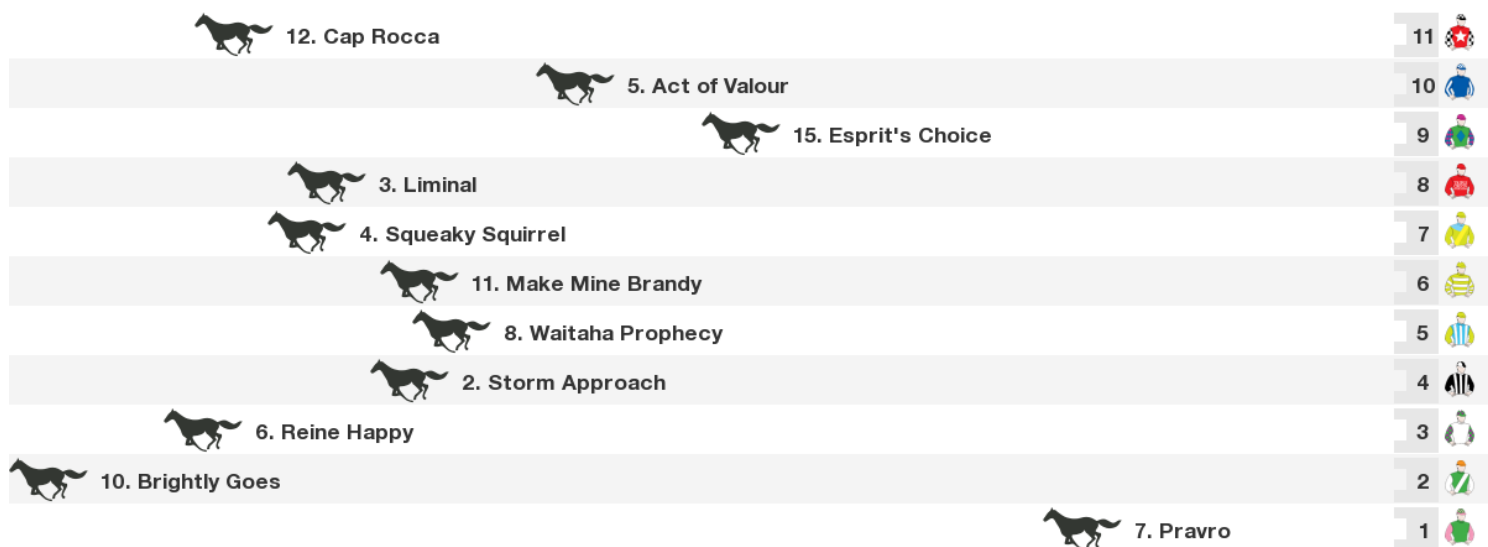 12. Cap Rocca 11
5. Act of Valour 10
15. Esprit's Choice 9
3. Liminal 8
4. Squeaky Squirrel 7
11. Make Mine Brandy 6
8. Waitaha Prophecy 5
2. Storm Approach 4
6. Reine Happy 3
10. Brightly Goes 2
7. Pravro 1